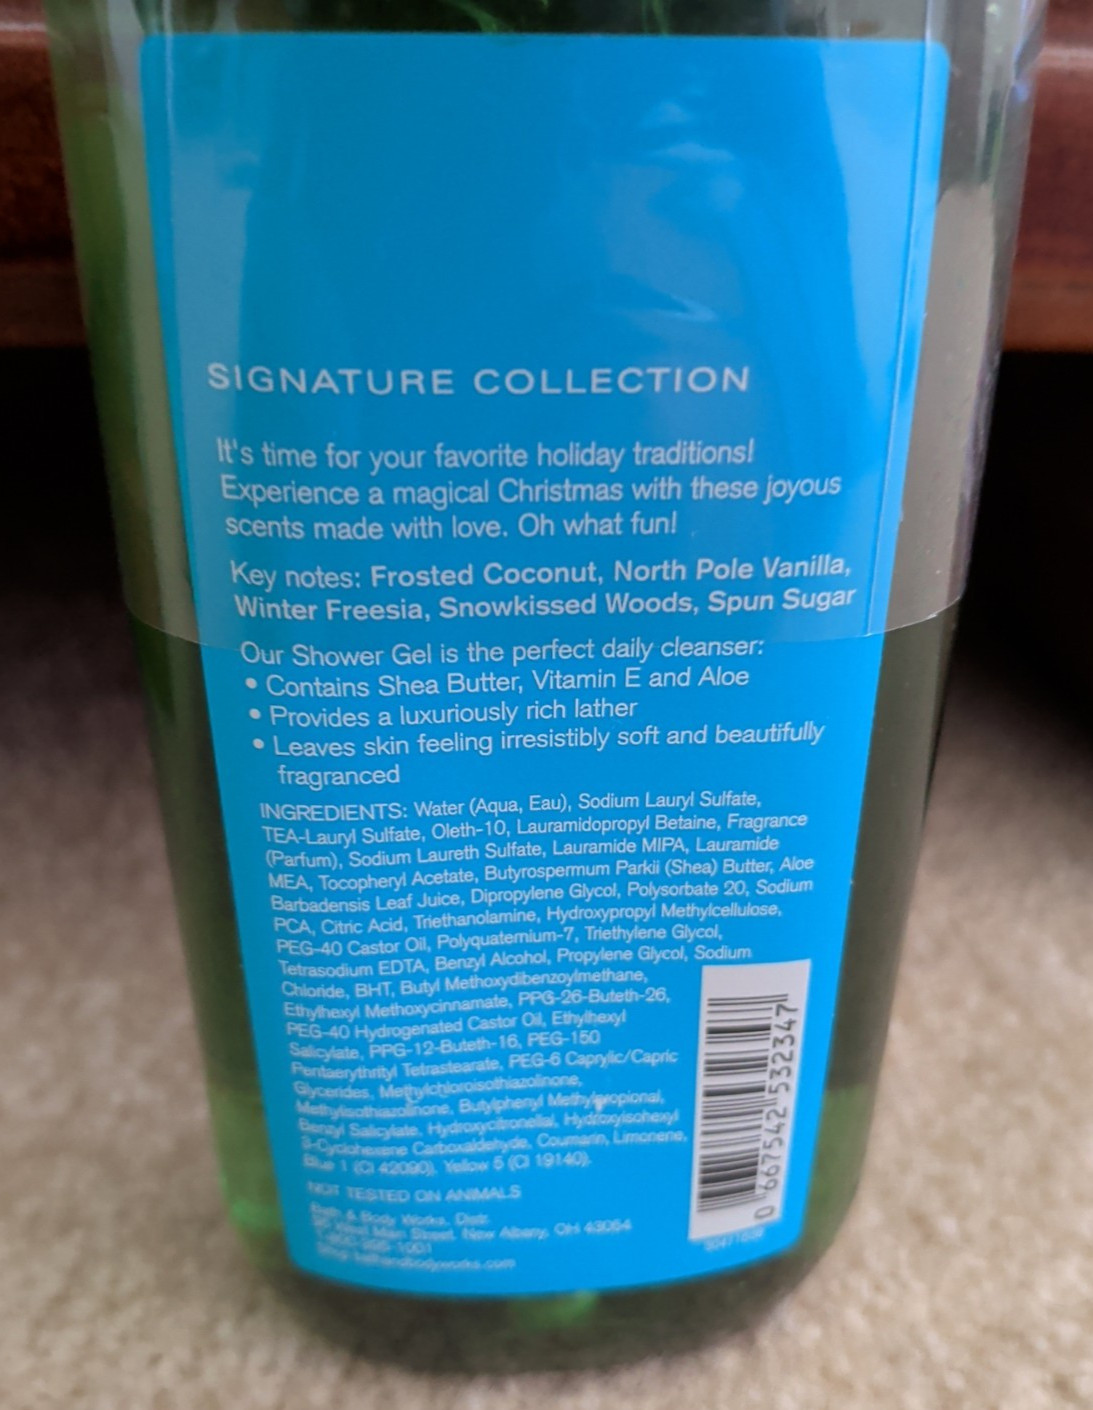 SIGNATURE COLLECTION
It's time for your favorite holiday traditions!
Experience a magical Christmas with these joyous
scents made with love. Oh what fun!
Key notes: Frosted Coconut, North Pole Vanilla,
Winter Freesia, Snowkissed Woods, Spun Sugar
Our Shower Gel is the perfect daily cleanser:
• Contains Shea Butter, Vitamin E and Aloe
• Provides a luxuriously rich lather
• Leaves skin feeling irresistibly soft and beautifully
fragranced
INGREDIENTS: Water (Aqua, Eau), Sodium Lauryl Sulfate,
TEA-Lauryl Sulfate, Oleth-10, Lauramidopropyl Betaine, Fragrance
(Parfum), Sodium Laureth Sulfate, Lauramide MIPA, Lauramide
MEA, Tocopheryl Acetate, Butyrospermum Parkii (Shea) Butter, Aloe
Barbadensis Leaf Juice, Dipropylene Glycol, Polysorbate 20, Sodium
PCA, Citric Acid, Triethanolamine, Hydroxypropyl Methylcellulose,
PEG-40 Castor Oil, Polyquaternium-7, Triethylene Glycol,
Tetrasodium EDTA, Benzyl Alcohol, Propylene Glycol, Sodium
Chloride, BHT, Butyl Methoxydibenzoylmethane,
Ethylhexyl Methoxycinnamate, PPG-26-Buteth-26,
PEG-40 Hydrogenated Castor Oil, Ethylhexyl
Salicylate, PPG-12-Buteth-16, PEG-150
Pentaerythrityl Tetrastearate, PEG-6 Caprylic/Capric
Glycerides, Methylchloroisothiazolinone,
Methylisothiazolinone, Butylphenyl Methylpropional,
Benzyl Salicylate, Hydroxycitronellal, Hydroxyisohexyl
3-Cyclohexene Carboxaldehyde, Coumarin, Limonene,
Blue 1 (CI 42090), Yellow 5 (CI 19140).
NOT TESTED ON ANIMALS
Bath & Body Works, Distr.
Main Street, New Albany, OH 43054
0 667542 532347